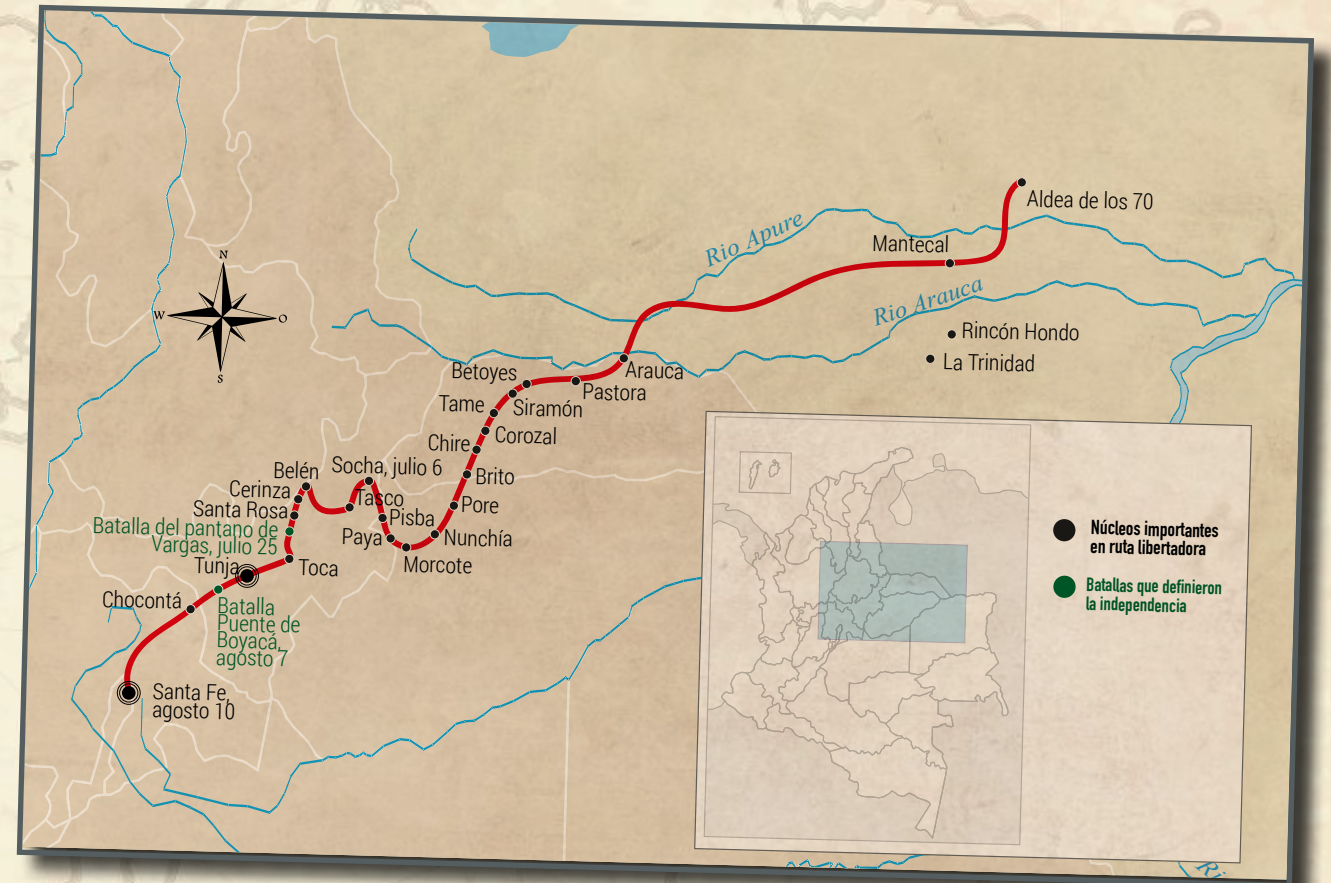 Aldea de los 70
Rio Apure
Mantecal
Rio Arauca
Rincón Hondo
La Trinidad
N
W
O
S
Arauca
Betoyes
Pastora
Siramón
Tame
Corozal
Chire
Brito
Socha, julio 6
Belén
Cerinza
Tasco
Santa Rosa
Pore
Pisba
Batalla del pantano de
Vargas, julio 25
Paya
Nunchía
Morcote
Tunja
Toca
Chocontá
Batalla
Puente de
Boyacá,
agosto 7
Santa Fe,
agosto 10
Núcleos importantes
en ruta libertadora
Batallas que definieron
la independencia